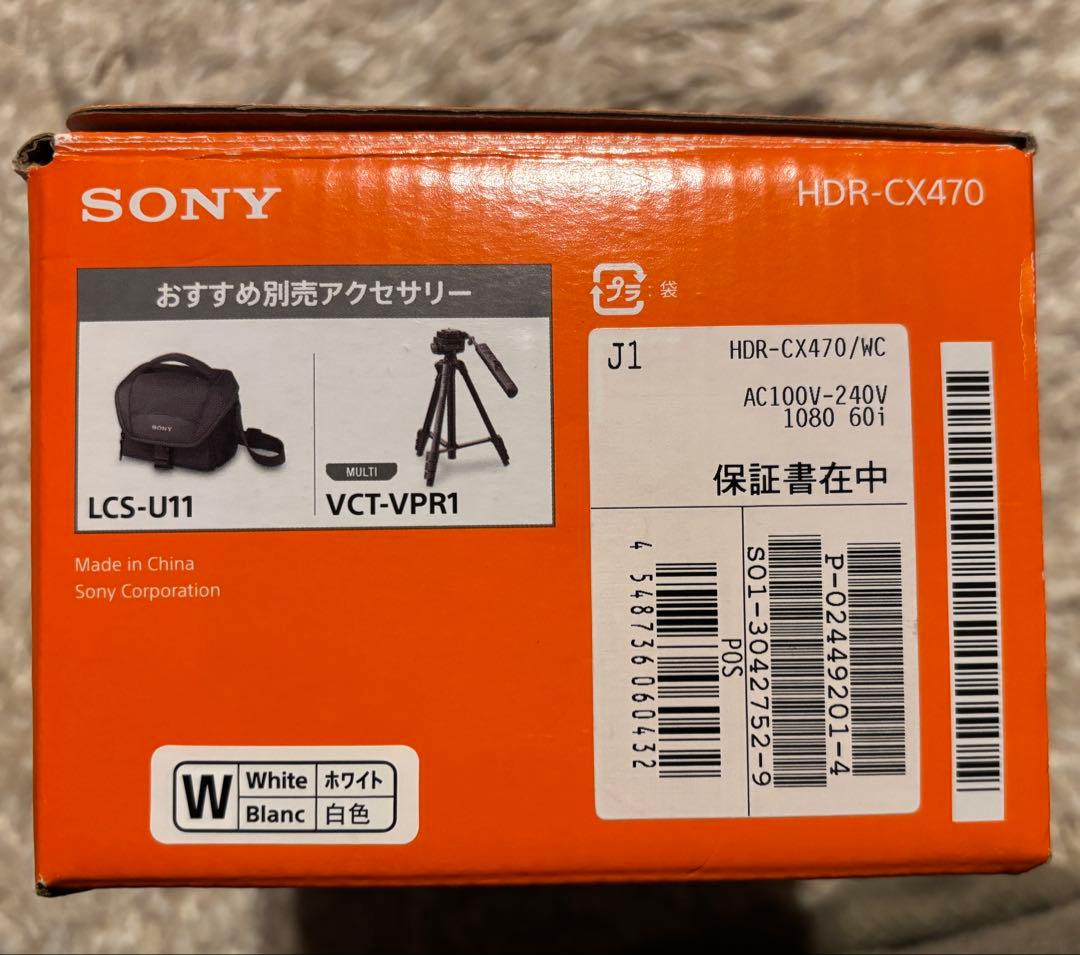 SONY
HDR-CX470
おすすめ別売アクセサリー
SONY
LCS-U11
MULTI
VCT-VPR1
Made in China
Sony Corporation
W
White
ホワイト
Blanc
白色
プラ : 袋
J1
HDR-CX470/WC
AC100V-240V
1080 60i
保証書在中
4 548736 060432
POS
S01-3042752-9
P-02449201-4